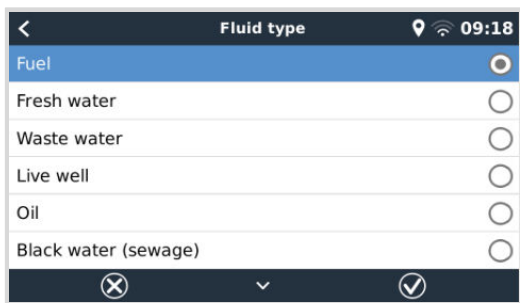 Fluid type 09:18
Fuel
Fresh water
Waste water
Live well
Oil
Black water (sewage)